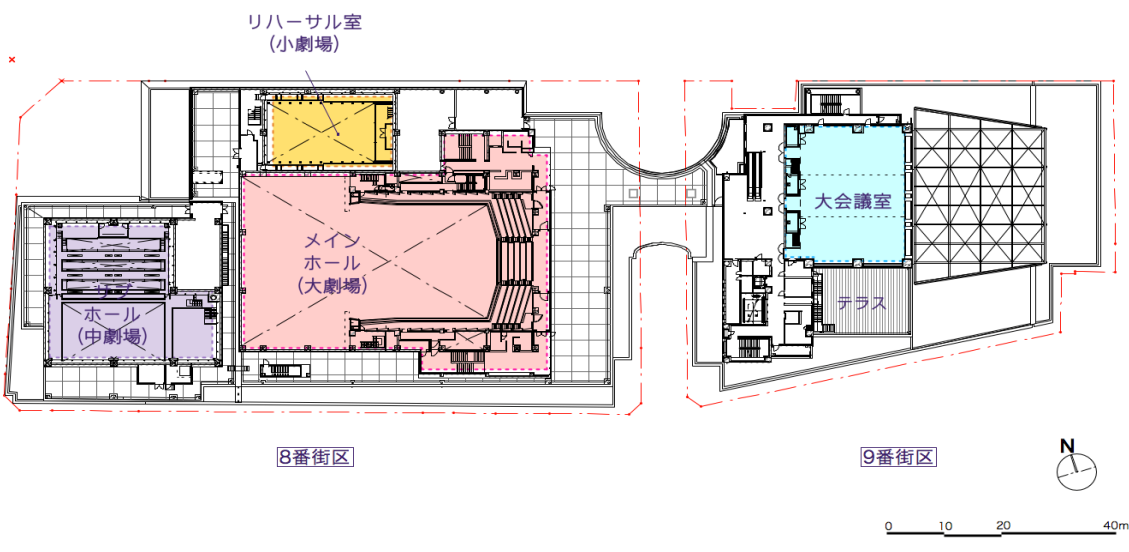 リハーサル室
(小劇場)
メイン
ホール
(大劇場)
サブ
ホール
(中劇場)
大会議室
テラス
8番街区
9番街区
N
0 10 20 40m